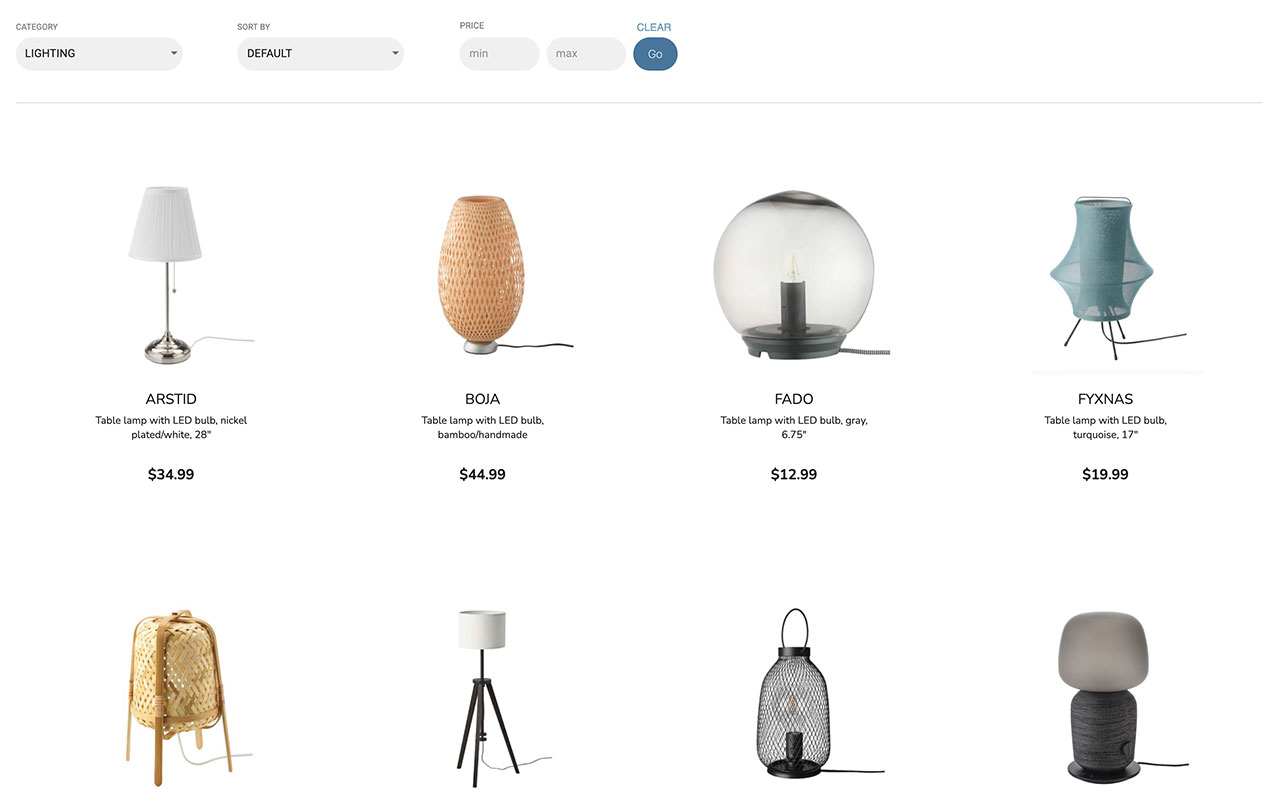 CATEGORY
SORT BY
PRICE
CLEAR
LIGHTING
DEFAULT
min
max
Go
ARSTID
Table lamp with LED bulb, nickel
plated/white, 28"
$34.99
BOJA
Table lamp with LED bulb,
bamboo/handmade
$44.99
FADO
Table lamp with LED bulb, gray,
6.75"
$12.99
FYXNAS
Table lamp with LED bulb,
turquoise, 17"
$19.99